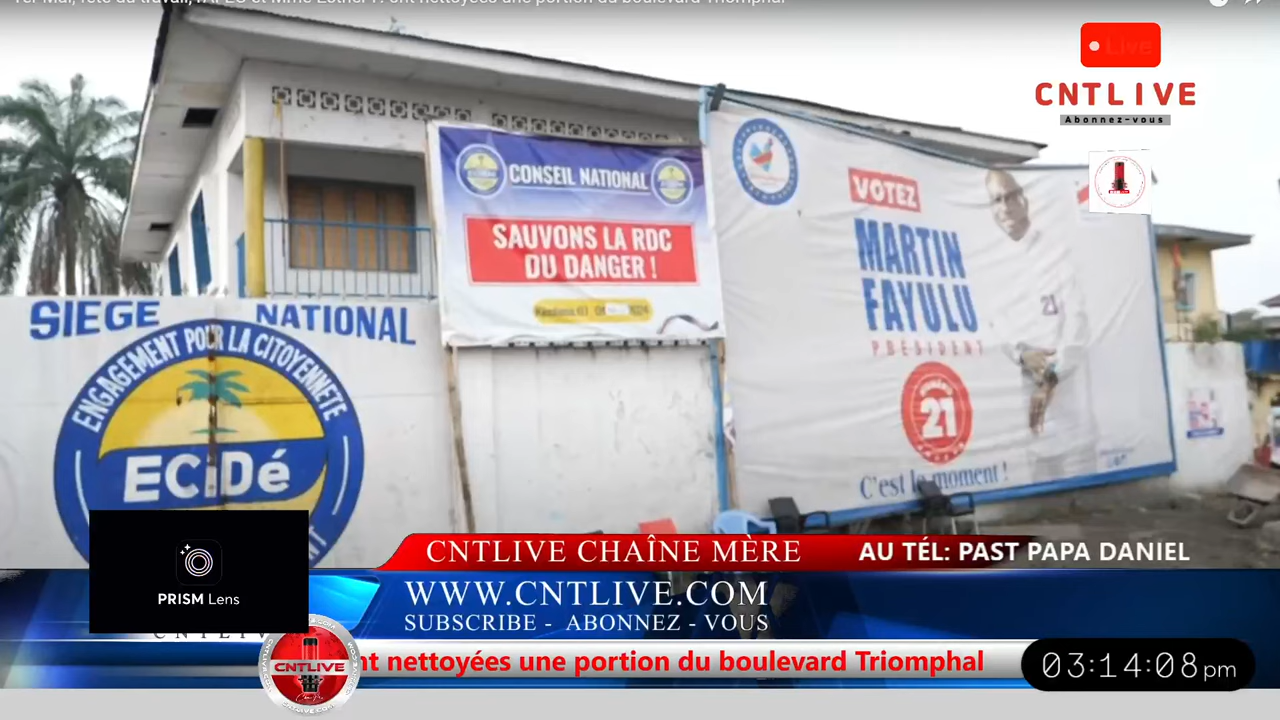 Live
CNTLIVE
Abonnez-vous
CONSEIL NATIONAL
SAUVONS LA RDC
DU DANGER !
VOTEZ
MARTIN
FAYULU
PRÉSIDENT
21
21
C'est le moment !
SIEGE NATIONAL
ENGAGEMENT POUR LA CITOYENNETE
ECiDé
PRISM Lens
CNTLIVE CHAÎNE MÈRE
AU TÉL: PAST PAPA DANIEL
WWW.CNTLIVE.COM
SUBSCRIBE - ABONNEZ - VOUS
CNTLIVE
nt nettoyées une portion du boulevard Triomphal
03:14:08pm